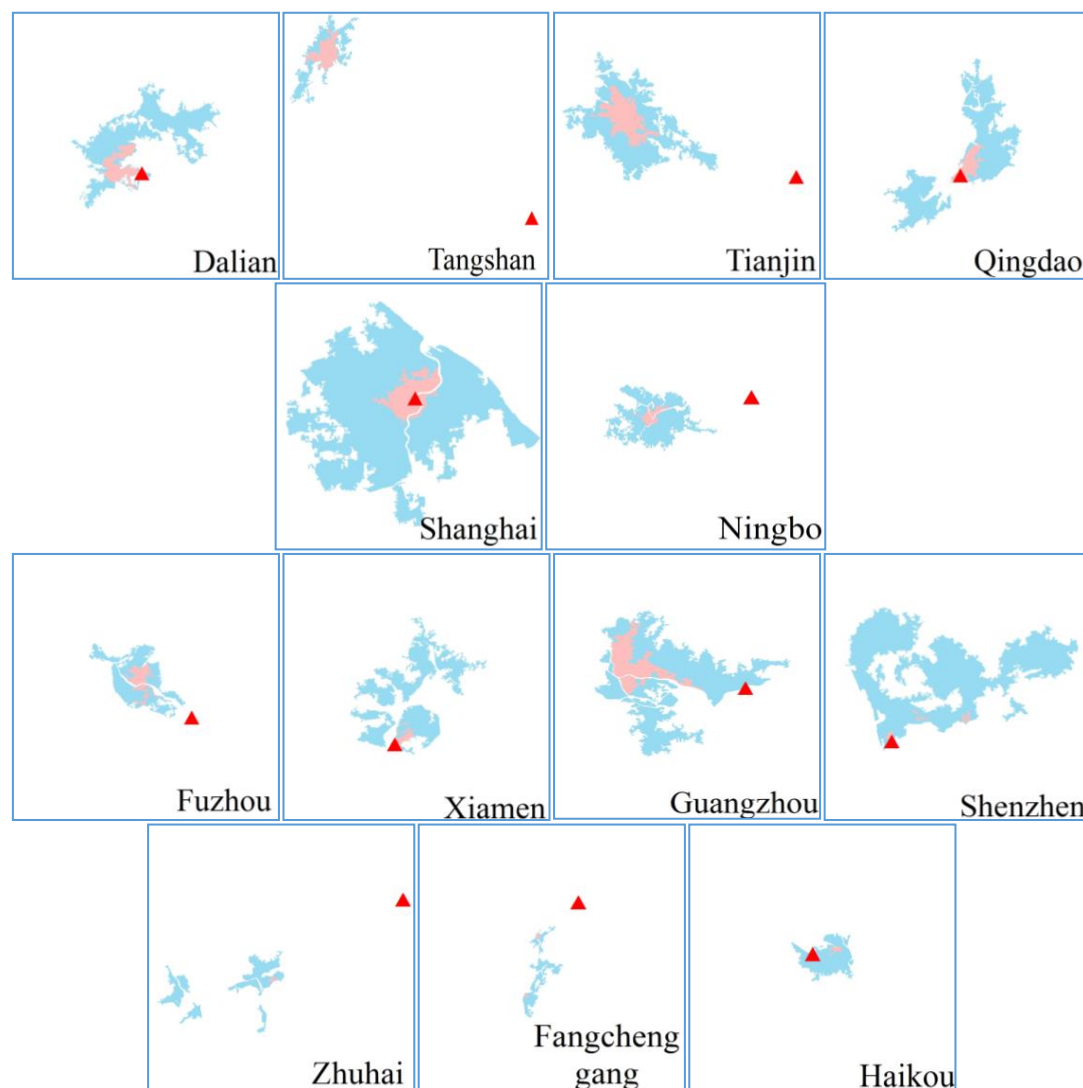 Dalian
Tangshan
Tianjin
Qingdao
Shanghai
Ningbo
Fuzhou
Xiamen
Guangzhou
Shenzhen
Zhuhai
Fangcheng
gang
Haikou